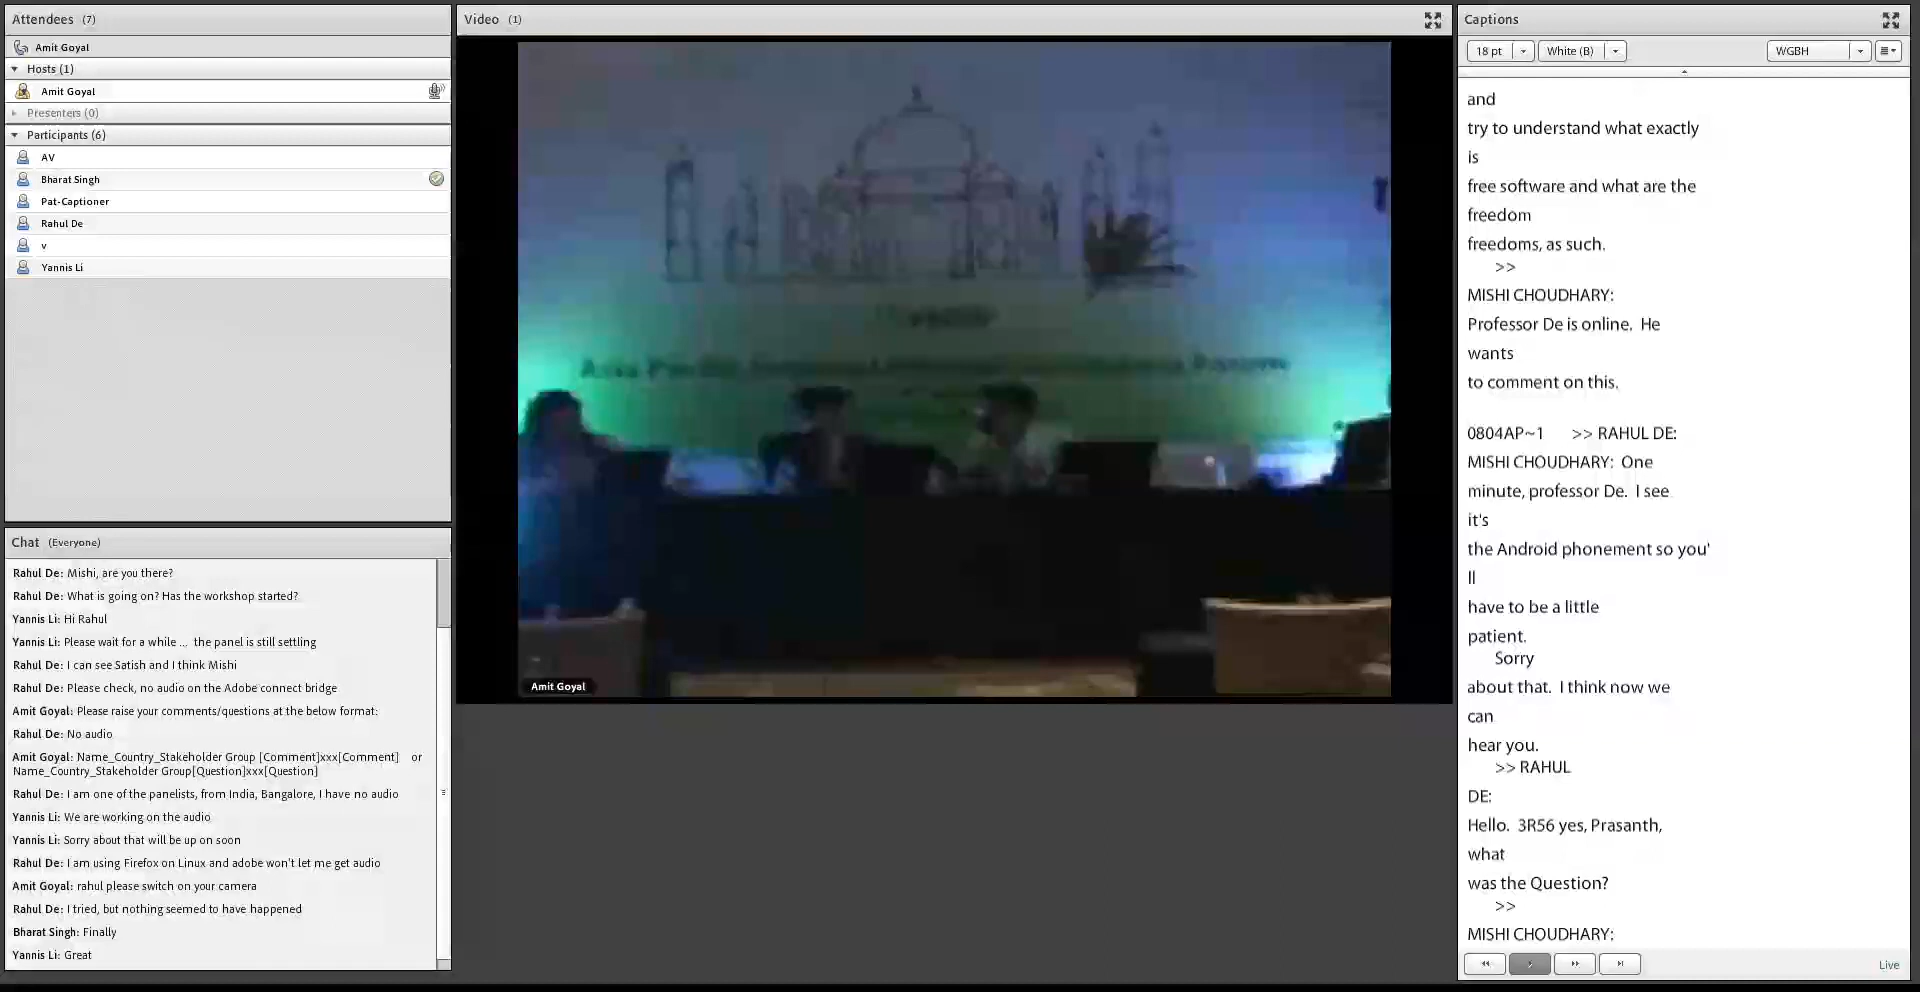 Attendees (7)
Amit Goyal
Hosts (1)
Amit Goyal
Presenters (0)
Participants (6)
AV
Bharat Singh
Pat-Captioner
Rahul De
v
Yannis Li
Chat (Everyone)
Rahul De: Mishi, are you there?
Rahul De: What is going on? Has the workshop started?
Yannis Li: Hi Rahul
Yannis Li: Please wait for a while ... the panel is still settling
Rahul De: I can see Satish and I think Mishi
Rahul De: Please check, no audio on the Adobe connect bridge
Amit Goyal: Please raise your comments/questions at the below format:
Rahul De: No audio
Amit Goyal: Name_Country_Stakeholder Group [Comment]xxx[Comment] or
Name_Country_Stakeholder Group[Question]xxx[Question]
Rahul De: I am one of the panelists, from India, Bangalore, I have no audio
Yannis Li: We are working on the audio
Yannis Li: Sorry about that will be up on soon
Rahul De: I am using Firefox on Linux and adobe won't let me get audio
Amit Goyal: rahul please switch on your camera
Rahul De: I tried, but nothing seemed to have happened
Bharat Singh: Finally
Yannis Li: Great
Video (1)
Amit Goyal
Captions
18 pt White (B) WGBH
and
try to understand what exactly
is
free software and what are the
freedom
freedoms, as such.
>>
MISHI CHOUDHARY:
Professor De is online. He
wants
to comment on this.
0804AP~1 >> RAHUL DE:
MISHI CHOUDHARY: One
minute, professor De. I see
it's
the Android phonement so you'
ll
have to be a little
patient.
Sorry
about that. I think now we
can
hear you.
>> RAHUL
DE:
Hello. 3R56 yes, Prasanth,
what
was the Question?
>>
MISHI CHOUDHARY:
Live